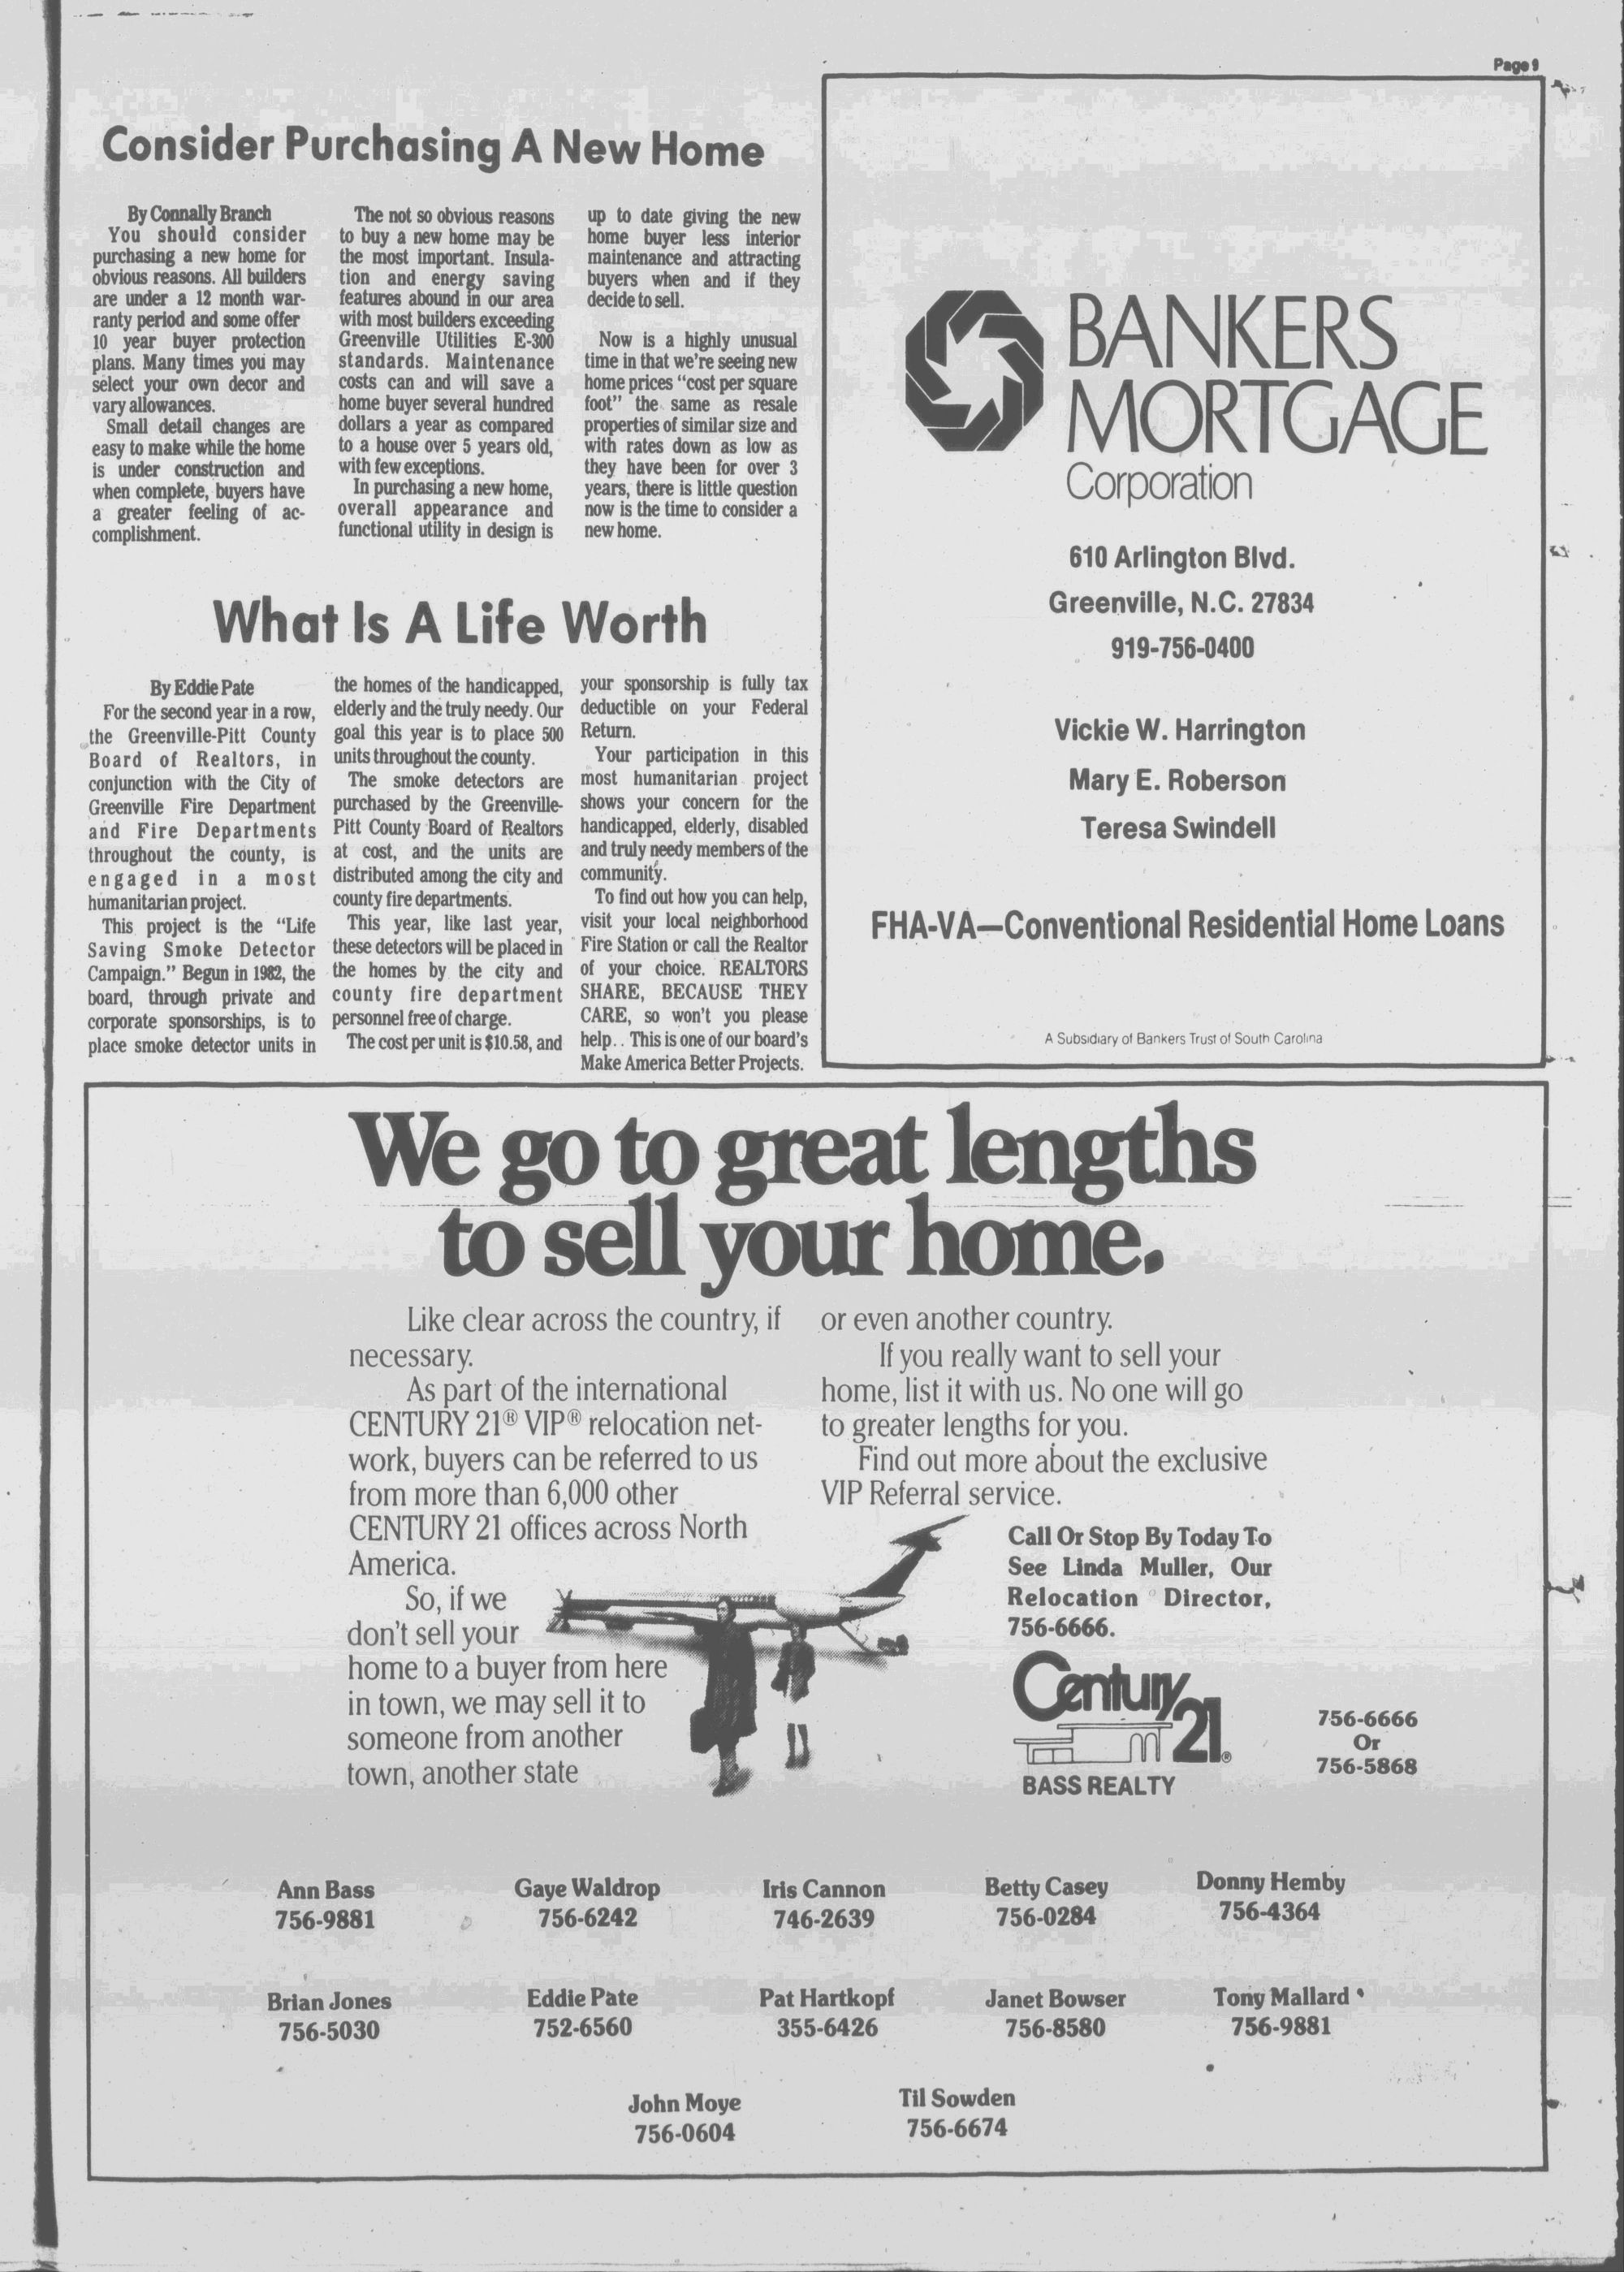 Page 9
Consider Purchasing A New Home
By Connally Branch
You should consider
purchasing a new home for
obvious reasons. All builders
are under a 12 month war-
ranty period and some offer
10 year buyer protection
plans. Many times you may
select your own decor and
vary allowances.
Small detail changes are
easy to make while the home
is under construction and
when complete, buyers have
a greater feeling of ac-
complishment.
The not so obvious reasons
to buy a new home may be
the most important. Insula-
tion and energy saving
features abound in our area
with most builders exceeding
Greenville Utilities E-300
standards. Maintenance
costs can and will save a
home buyer several hundred
dollars a year as compared
to a house over 5 years old,
with few exceptions.
In purchasing a new home,
overall appearance and
functional utility in design is
up to date giving the new
home buyer less interior
maintenance and attracting
buyers when and if they
decide to sell.
Now is a highly unusual
time in that we're seeing new
home prices "cost per square
foot" the same as resale
properties of similar size and
with rates down as low as
they have been for over 3
years, there is little question
now is the time to consider a
new home.
What Is A Life Worth
By Eddie Pate
For the second year in a row,
the Greenville-Pitt County
Board of Realtors, in
conjunction with the City of
Greenville Fire Department
and Fire Departments
throughout the county, is
engaged in a most
humanitarian project.
This project is the "Life
Saving Smoke Detector
Campaign." Begun in 1982, the
board, through private and
corporate sponsorships, is to
place smoke detector units in
the homes of the handicapped,
elderly and the truly needy. Our
goal this year is to place 500
units throughout the county.
The smoke detectors are
purchased by the Greenville-
Pitt County Board of Realtors
at cost, and the units are
distributed among the city and
county fire departments.
This year, like last year,
these detectors will be placed in
the homes by the city and
county fire department
personnel free of charge.
The cost per unit is $10.58, and
your sponsorship is fully tax
deductible on your Federal
Return.
Your participation in this
most humanitarian project
shows your concern for the
handicapped, elderly, disabled
and truly needy members of the
community.
To find out how you can help,
visit your local neighborhood
Fire Station or call the Realtor
of your choice. REALTORS
SHARE, BECAUSE THEY
CARE, so won't you please
help.. This is one of our board's
Make America Better Projects.
BANKERS
MORTGAGE
Corporation
610 Arlington Blvd.
Greenville, N.C. 27834
919-756-0400
Vickie W. Harrington
Mary E. Roberson
Teresa Swindell
FHA-VA—Conventional Residential Home Loans
A Subsidiary of Bankers Trust of South Carolina
We go to great lengths
to sell your home.
Like clear across the country, if
necessary.
As part of the international
CENTURY 21® VIP® relocation net-
work, buyers can be referred to us
from more than 6,000 other
CENTURY 21 offices across North
America.
So, if we
don't sell your
home to a buyer from here
in town, we may sell it to
someone from another
town, another state
or even another country.
If you really want to sell your
home, list it with us. No one will go
to greater lengths for you.
Find out more about the exclusive
VIP Referral service.
Call Or Stop By Today To
See Linda Muller, Our
Relocation Director,
756-6666.
Century 21®
BASS REALTY
756-6666
Or
756-5868
Ann Bass
756-9881
Gaye Waldrop
756-6242
Iris Cannon
746-2639
Betty Casey
756-0284
Donny Hemby
756-4364
Brian Jones
756-5030
Eddie Pate
752-6560
Pat Hartkopf
355-6426
Janet Bowser
756-8580
Tony Mallard
756-9881
John Moye
756-0604
Til Sowden
756-6674